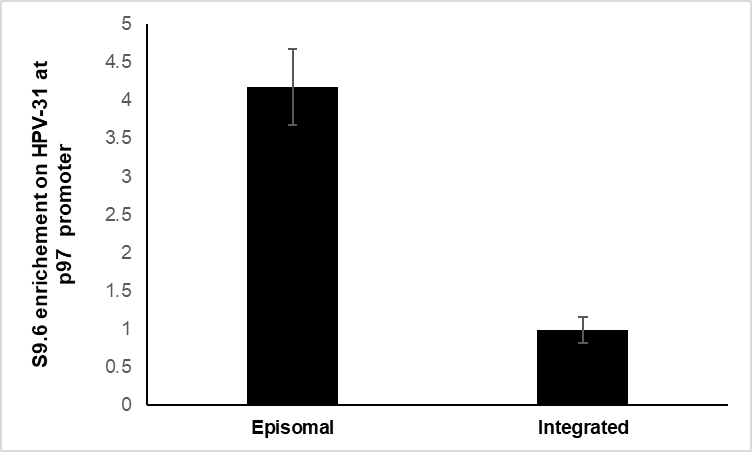 S9.6 enrichement on HPV-31 at
p97 promoter
5
4.5
4
3.5
3
2.5
2
1.5
1
0.5
0
Episomal
Integrated